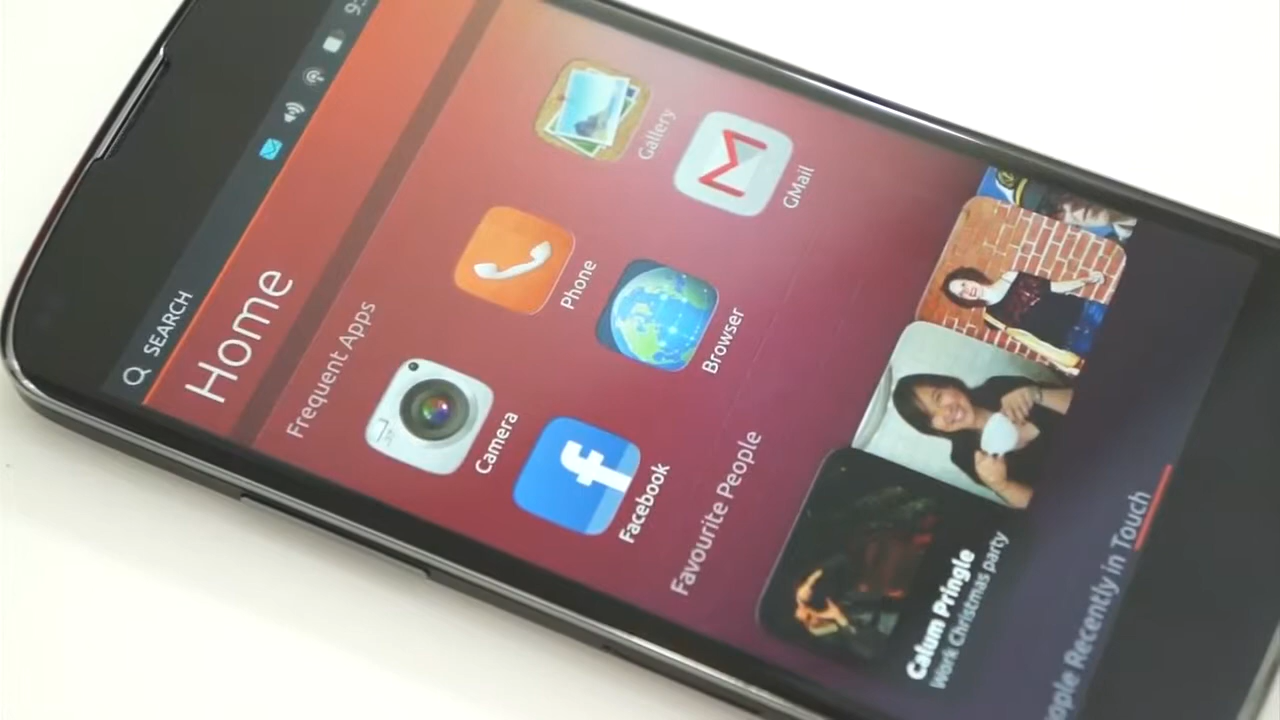 SEARCH
Home
Frequent Apps
Camera
Phone
Gallery
Facebook
Browser
GMail
Favourite People
Calum Pringle
Work Christmas party
Recently in Touch